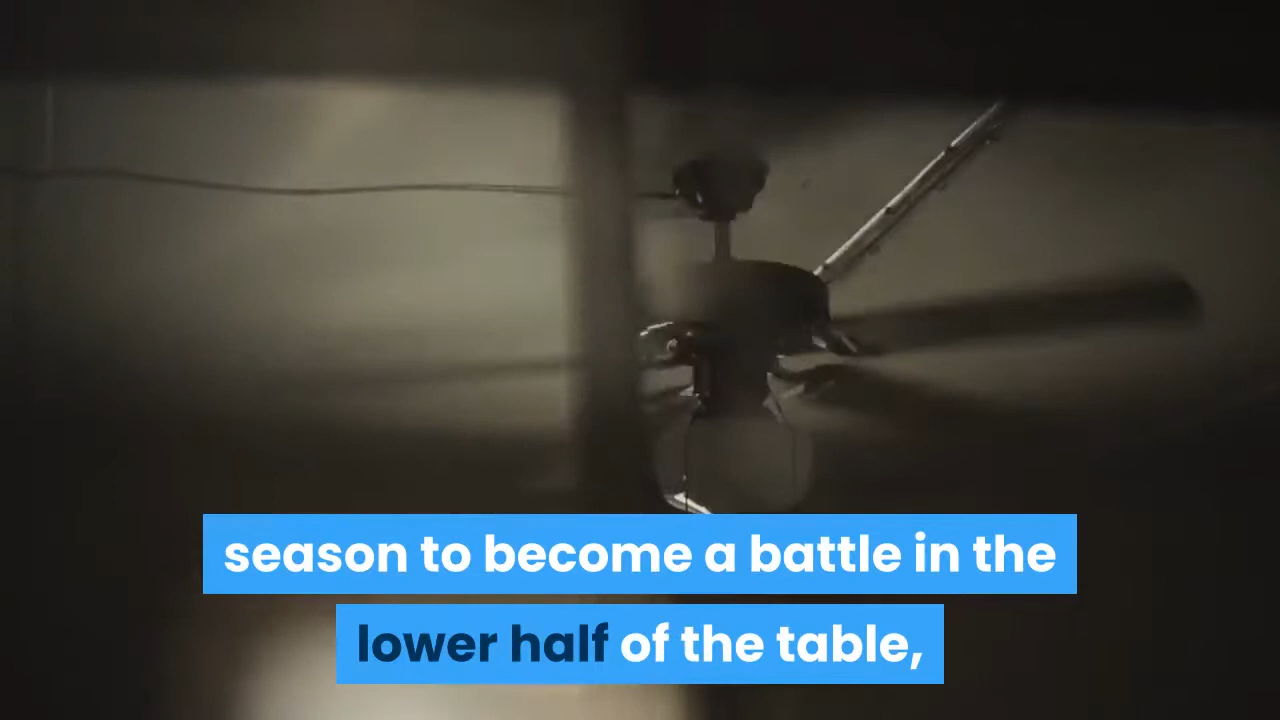 season to become a battle in the
lower half of the table,